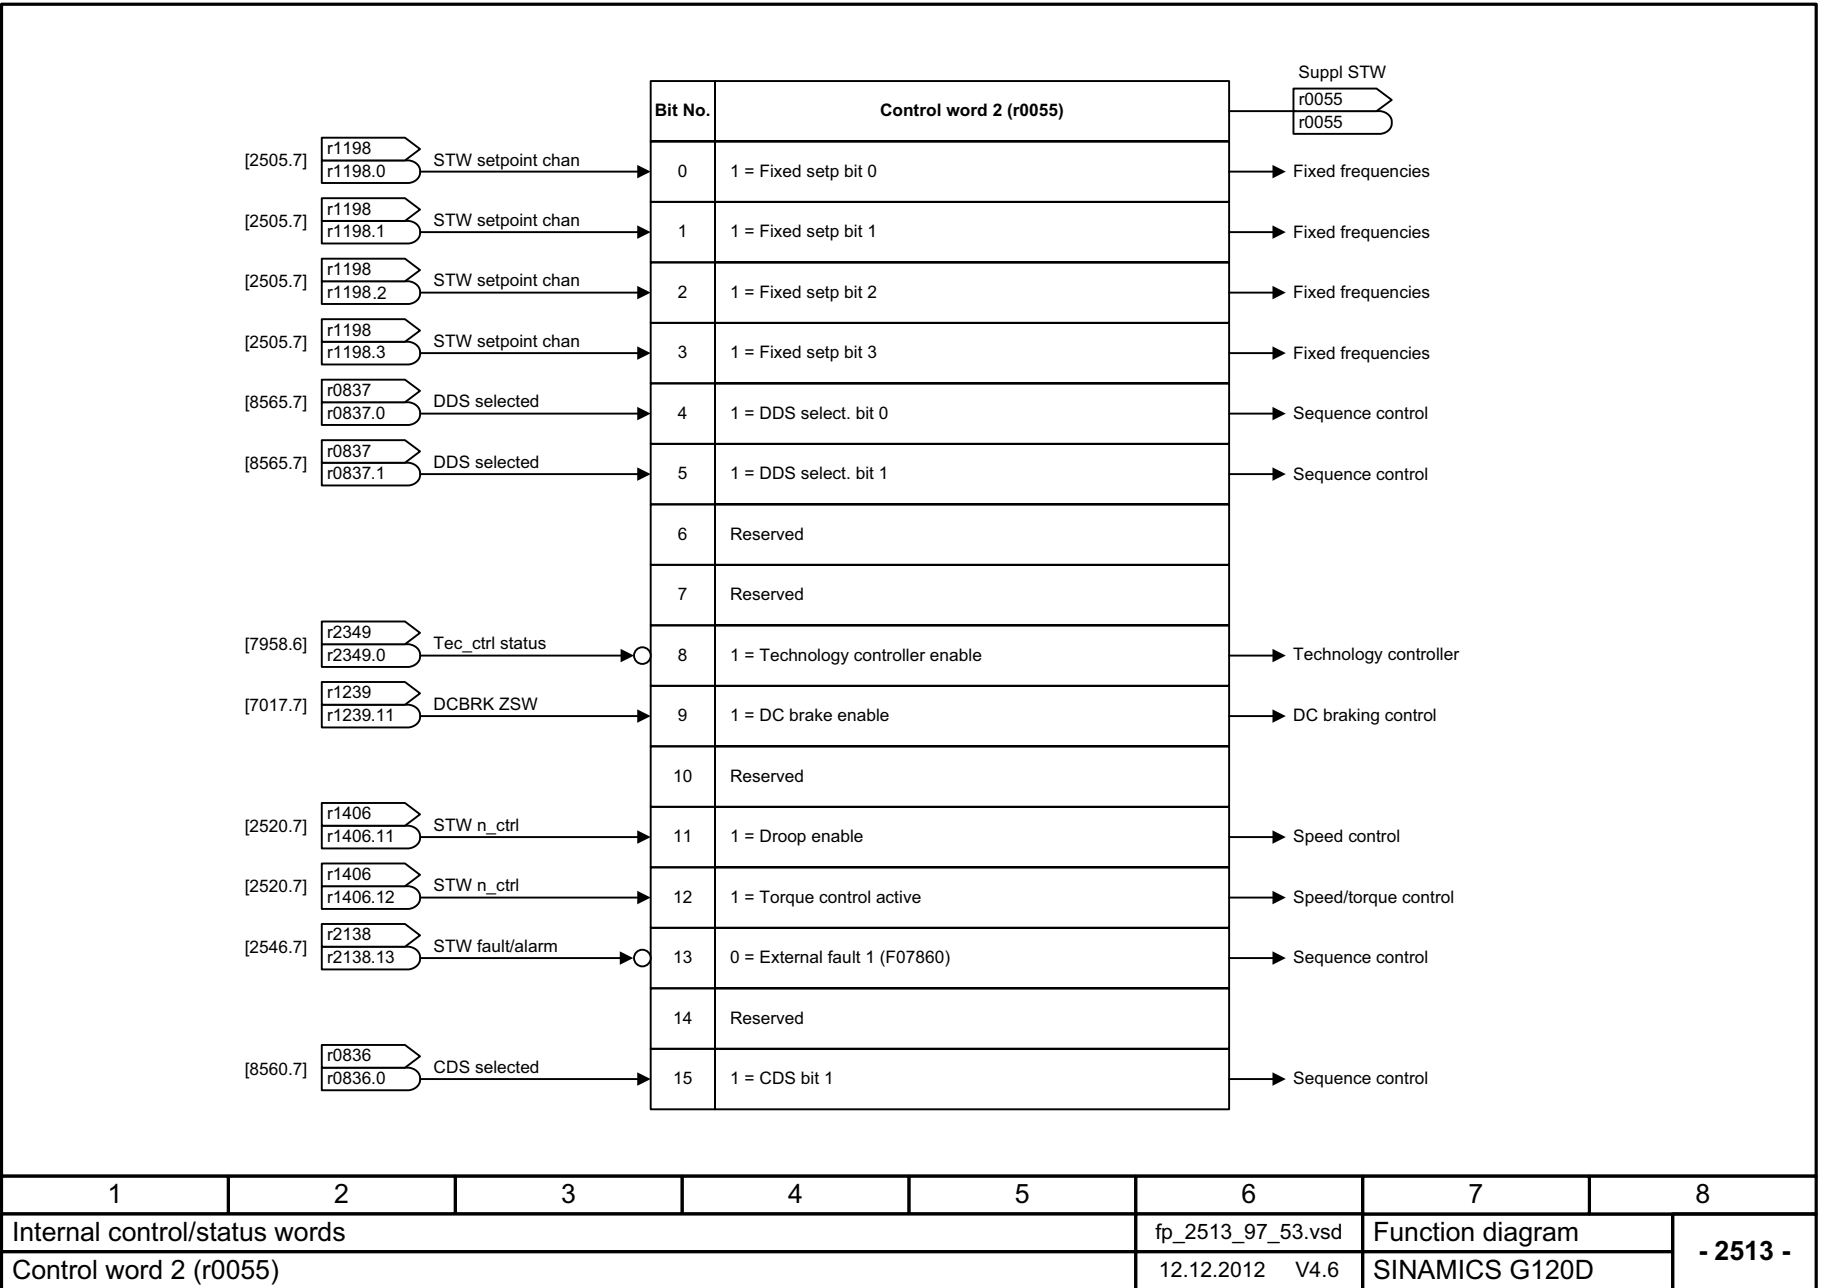 Suppl STW
r0055
r0055
Bit No. Control word 2 (r0055)
[2505.7] r1198 r1198.0 STW setpoint chan 0 1 = Fixed setp bit 0 Fixed frequencies
[2505.7] r1198 r1198.1 STW setpoint chan 1 1 = Fixed setp bit 1 Fixed frequencies
[2505.7] r1198 r1198.2 STW setpoint chan 2 1 = Fixed setp bit 2 Fixed frequencies
[2505.7] r1198 r1198.3 STW setpoint chan 3 1 = Fixed setp bit 3 Fixed frequencies
[8565.7] r0837 r0837.0 DDS selected 4 1 = DDS select. bit 0 Sequence control
[8565.7] r0837 r0837.1 DDS selected 5 1 = DDS select. bit 1 Sequence control
6 Reserved
7 Reserved
[7958.6] r2349 r2349.0 Tec_ctrl status 8 1 = Technology controller enable Technology controller
[7017.7] r1239 r1239.11 DCBRK ZSW 9 1 = DC brake enable DC braking control
10 Reserved
[2520.7] r1406 r1406.11 STW n_ctrl 11 1 = Droop enable Speed control
[2520.7] r1406 r1406.12 STW n_ctrl 12 1 = Torque control active Speed/torque control
[2546.7] r2138 r2138.13 STW fault/alarm 13 0 = External fault 1 (F07860) Sequence control
14 Reserved
[8560.7] r0836 r0836.0 CDS selected 15 1 = CDS bit 1 Sequence control
1 2 3 4 5 6 7 8
Internal control/status words fp_2513_97_53.vsd Function diagram - 2513 -
Control word 2 (r0055) 12.12.2012 V4.6 SINAMICS G120D